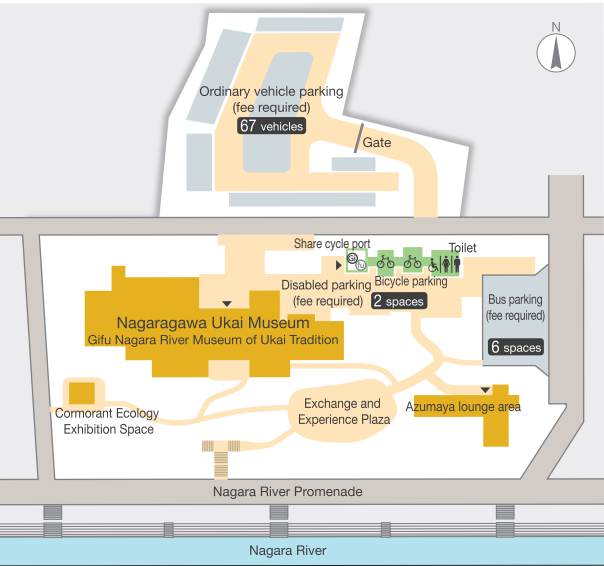 N
Ordinary vehicle parking
(fee required)
67 vehicles
Gate
Share cycle port
Toilet
Disabled parking
(fee required)
Bicycle parking
2 spaces
Bus parking
(fee required)
6 spaces
Nagaragawa Ukai Museum
Gifu Nagara River Museum of Ukai Tradition
Cormorant Ecology
Exhibition Space
Exchange and
Experience Plaza
Azumaya lounge area
Nagara River Promenade
Nagara River